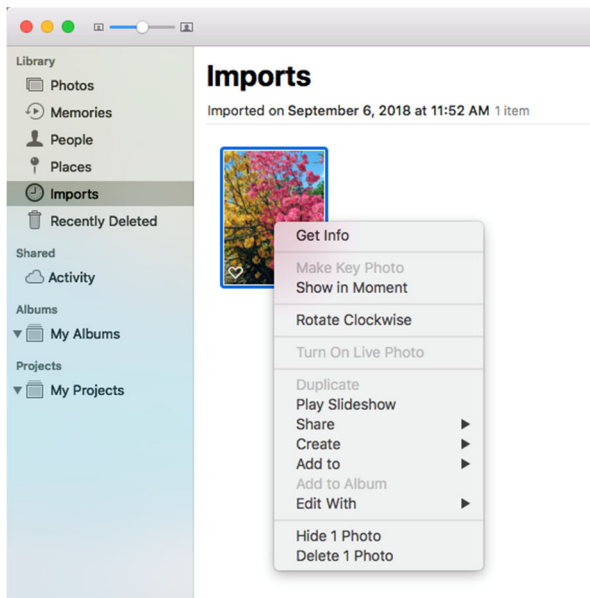 Library
Photos
Memories
People
Places
Imports
Recently Deleted
Shared
Activity
Albums
My Albums
Projects
My Projects
Imports
Imported on September 6, 2018 at 11:52 AM 1 item
Get Info
Make Key Photo
Show in Moment
Rotate Clockwise
Turn On Live Photo
Duplicate
Play Slideshow
Share
Create
Add to
Add to Album
Edit With
Hide 1 Photo
Delete 1 Photo